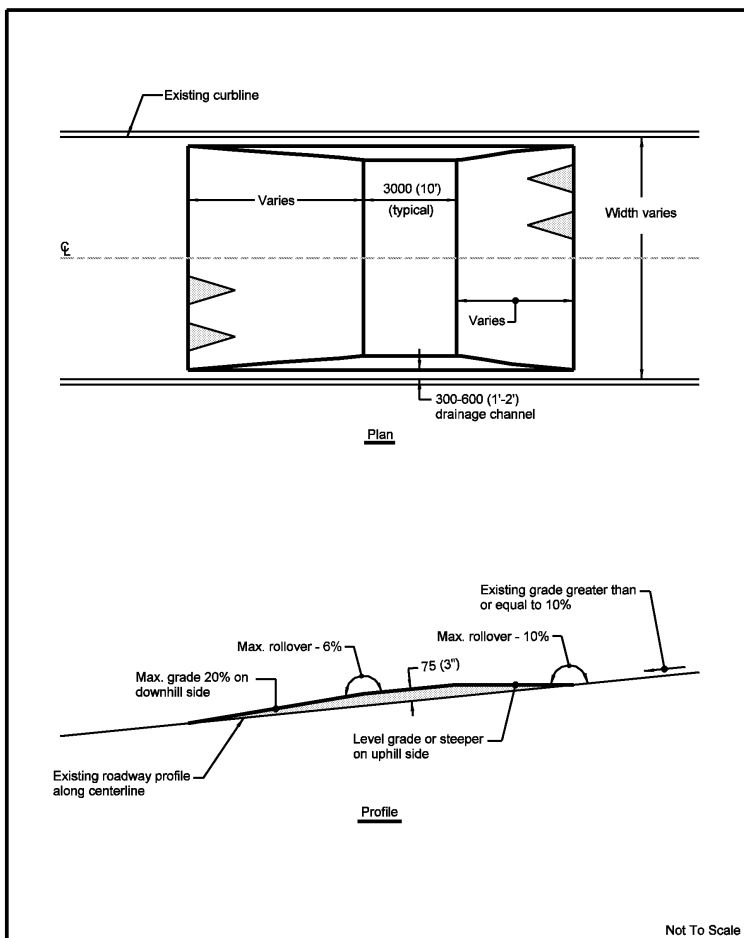 Existing curbline
3000 (10')
(typical)
Varies
Width varies
℄
Varies
300-600 (1'-2')
drainage channel
Plan
Existing grade greater than
or equal to 10%
Max. rollover - 6%
Max. rollover - 10%
75 (3")
Max. grade 20% on
downhill side
Level grade or steeper
on uphill side
Existing roadway profile
along centerline
Profile
Not To Scale